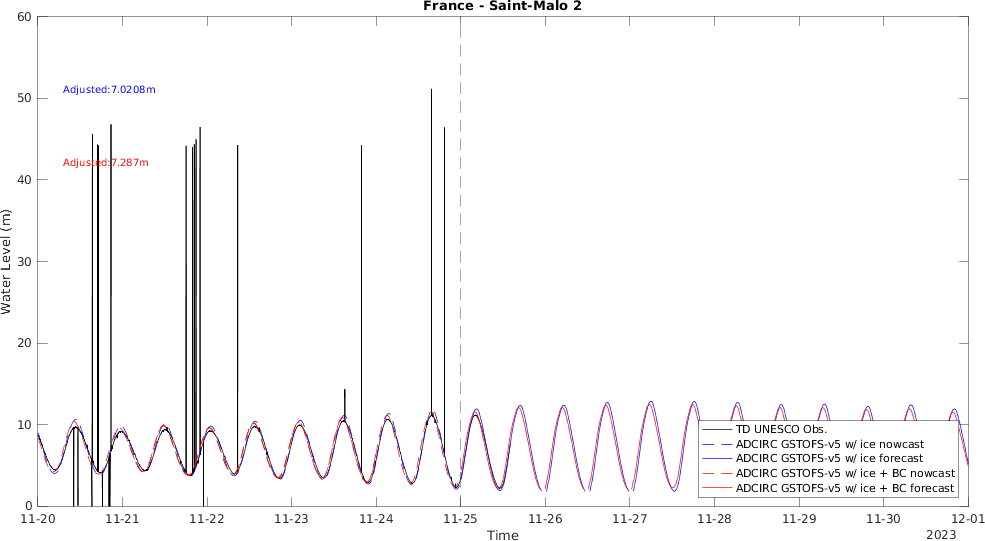 France - Saint-Malo 2
60
50
40
30
20
10
0
Water Level (m)
Adjusted:7.0208m
Adjusted:7.287m
TD UNESCO Obs.
ADCIRC GSTOFS-v5 w/ ice nowcast
ADCIRC GSTOFS-v5 w/ ice forecast
ADCIRC GSTOFS-v5 w/ ice + BC nowcast
ADCIRC GSTOFS-v5 w/ ice + BC forecast
11-20 11-21 11-22 11-23 11-24 11-25 11-26 11-27 11-28 11-29 11-30 12-01
Time
2023